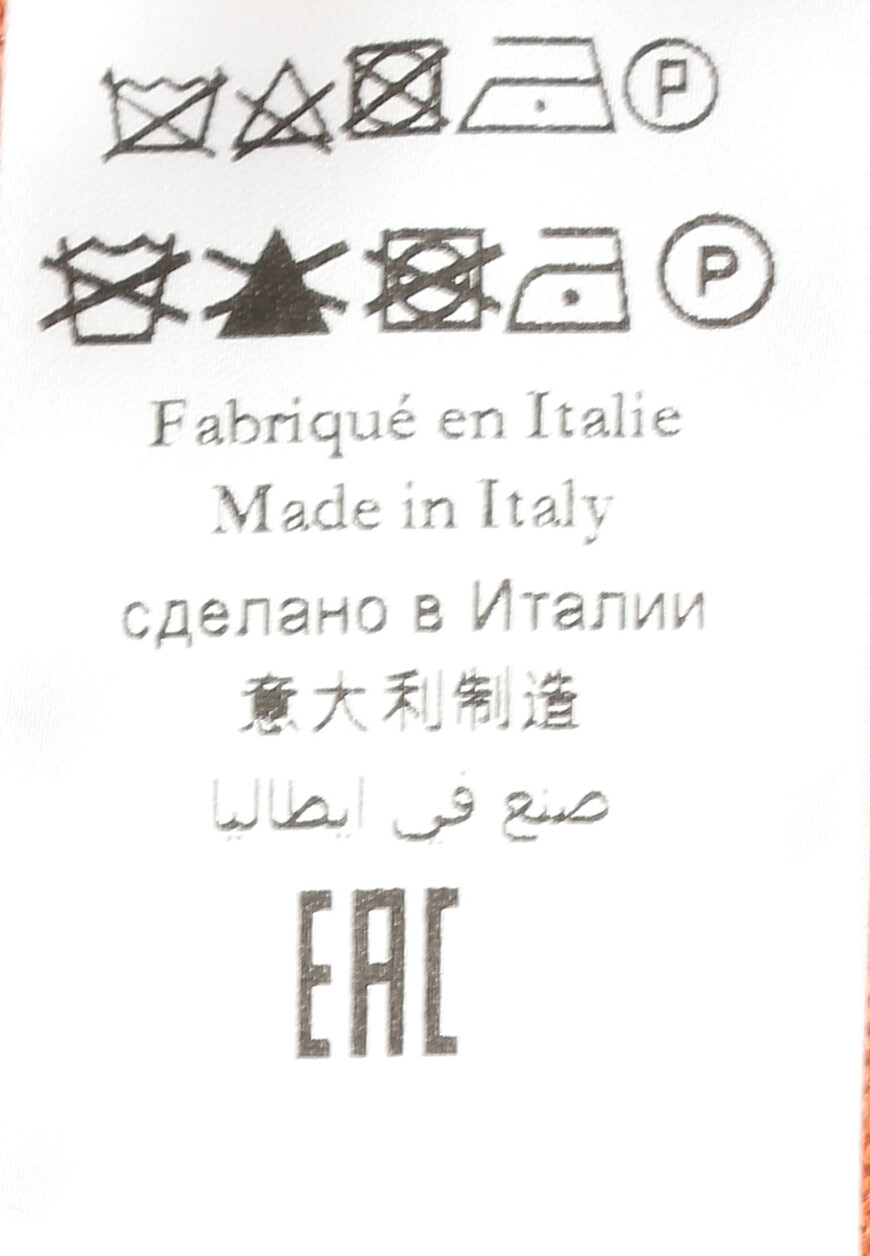 P
P
Fabriqué en Italie
Made in Italy
сделано в Италии
意大利制造
صنع في ايطاليا
EAC